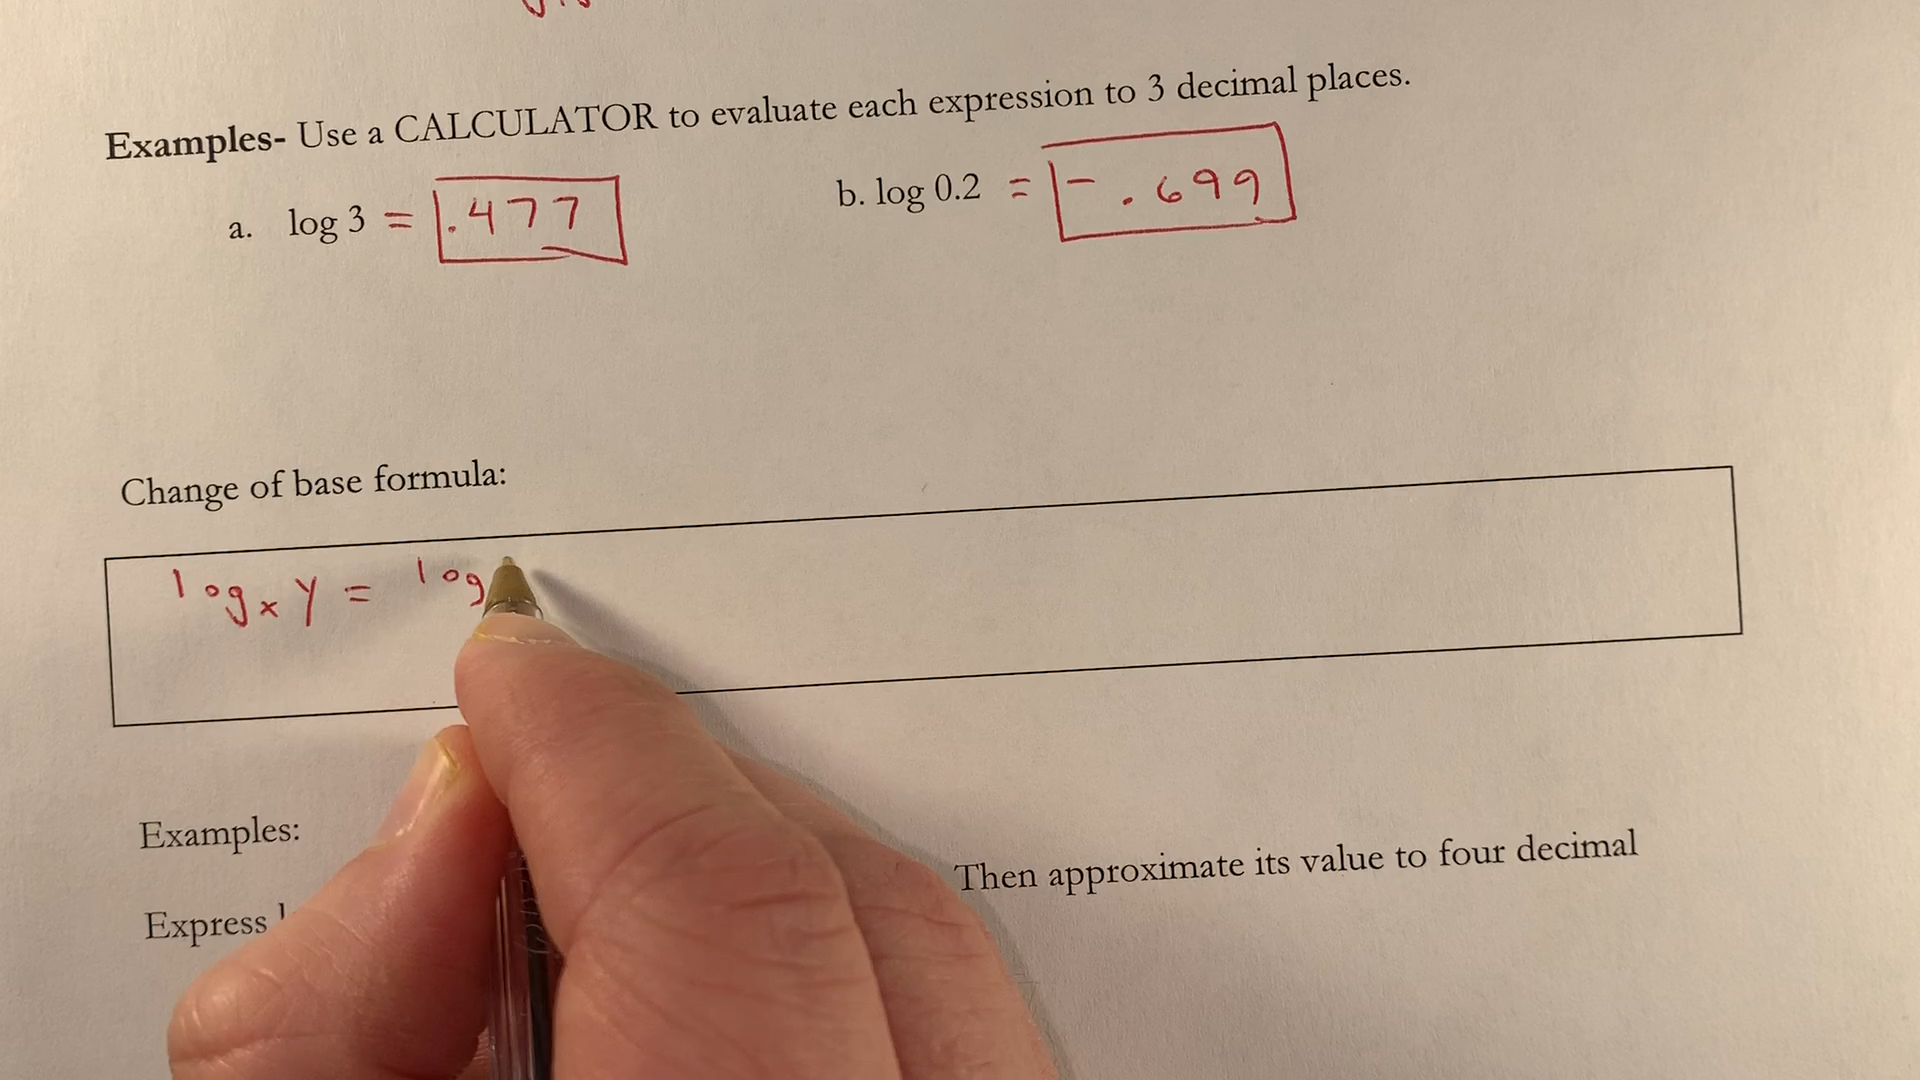 Examples- Use a CALCULATOR to evaluate each expression to 3 decimal places.
a. log 3 = .477
b. log 0.2 = - .699
Change of base formula:
logₓ y = log
Examples:
Then approximate its value to four decimal
Express